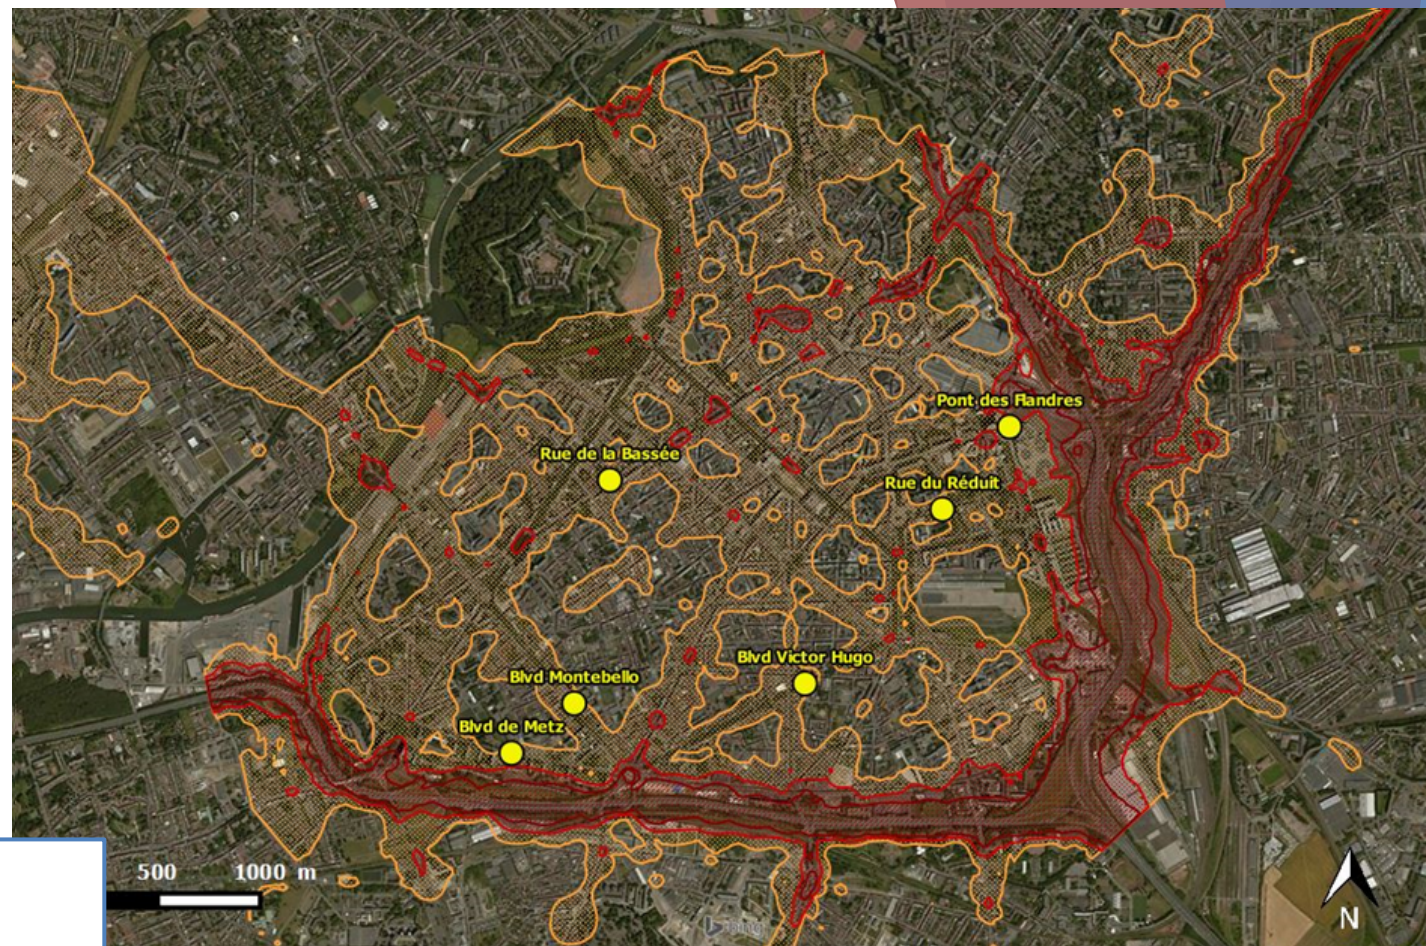 Pont des Flandres
Rue de la Bassée
Rue du Réduit
Blvd Victor Hugo
Blvd Montebello
Blvd de Metz
500 1000 m
N
bing